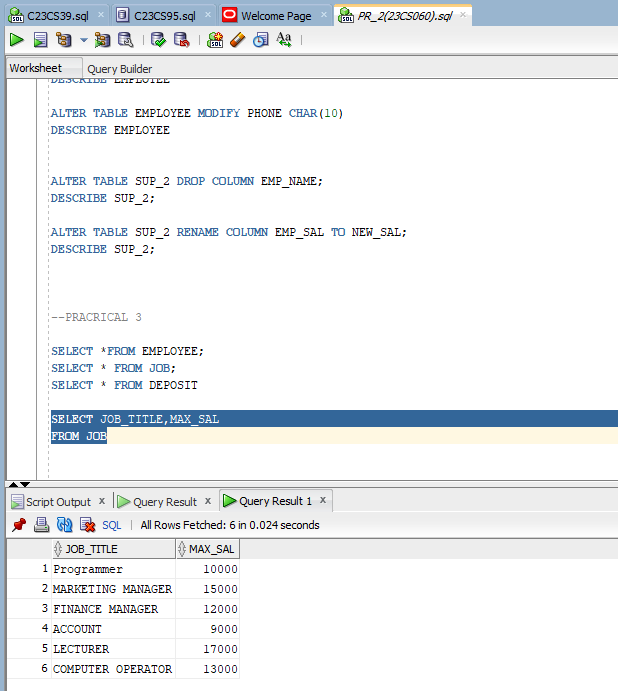 C23CS39.sql x C23CS95.sql x Welcome Page x PR_2(23CS060).sql x
Worksheet Query Builder
DESCRIBE EMPLOYEE
ALTER TABLE EMPLOYEE MODIFY PHONE CHAR(10)
DESCRIBE EMPLOYEE
ALTER TABLE SUP_2 DROP COLUMN EMP_NAME;
DESCRIBE SUP_2;
ALTER TABLE SUP_2 RENAME COLUMN EMP_SAL TO NEW_SAL;
DESCRIBE SUP_2;
--PRACRICAL 3
SELECT *FROM EMPLOYEE;
SELECT * FROM JOB;
SELECT * FROM DEPOSIT
SELECT JOB_TITLE,MAX_SAL
FROM JOB
Script Output x Query Result x Query Result 1 x
SQL | All Rows Fetched: 6 in 0.024 seconds
JOB_TITLE MAX_SAL
1 Programmer 10000
2 MARKETING MANAGER 15000
3 FINANCE MANAGER 12000
4 ACCOUNT 9000
5 LECTURER 17000
6 COMPUTER OPERATOR 13000